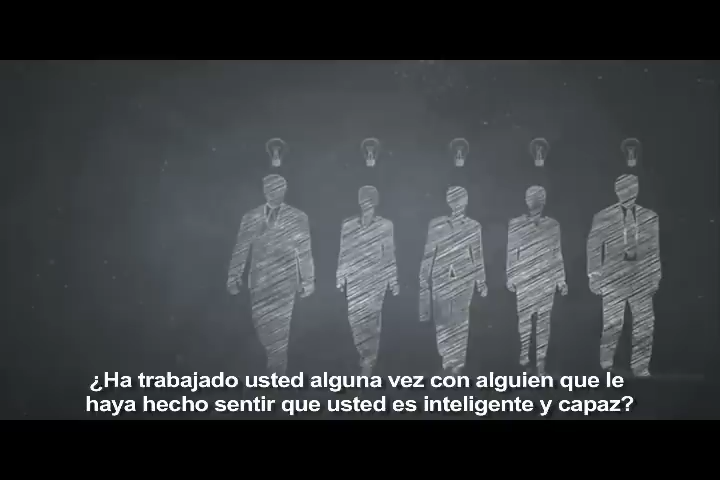 ¿Ha trabajado usted alguna vez con alguien que le
haya hecho sentir que usted es inteligente y capaz?